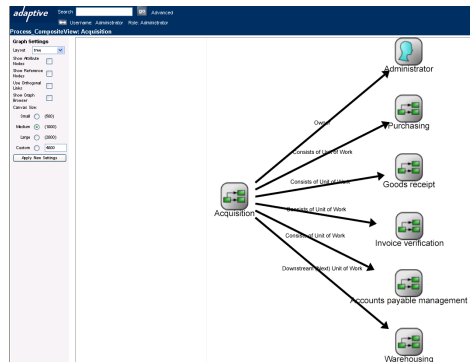 adaptive Search GO Advanced
Username: Administrator Role: Administrator
Process_CompositeView: Acquisition
Graph Settings
Layout tree
Show Attribute Nodes
Show Reference Nodes
Use Orthogonal Links
Show Graph Browser
Canvas Size:
Small (500)
Medium (1000)
Large (2000)
Custom 4000
Apply New Settings
Administrator
Owner
Purchasing
Consists of Unit of Work
Consists of Unit of Work
Goods receipt
Acquisition
Consists of Unit of Work
Consists of Unit of Work
Invoice verification
Downstream (Next) Unit of Work
Accounts payable management
Warehousing